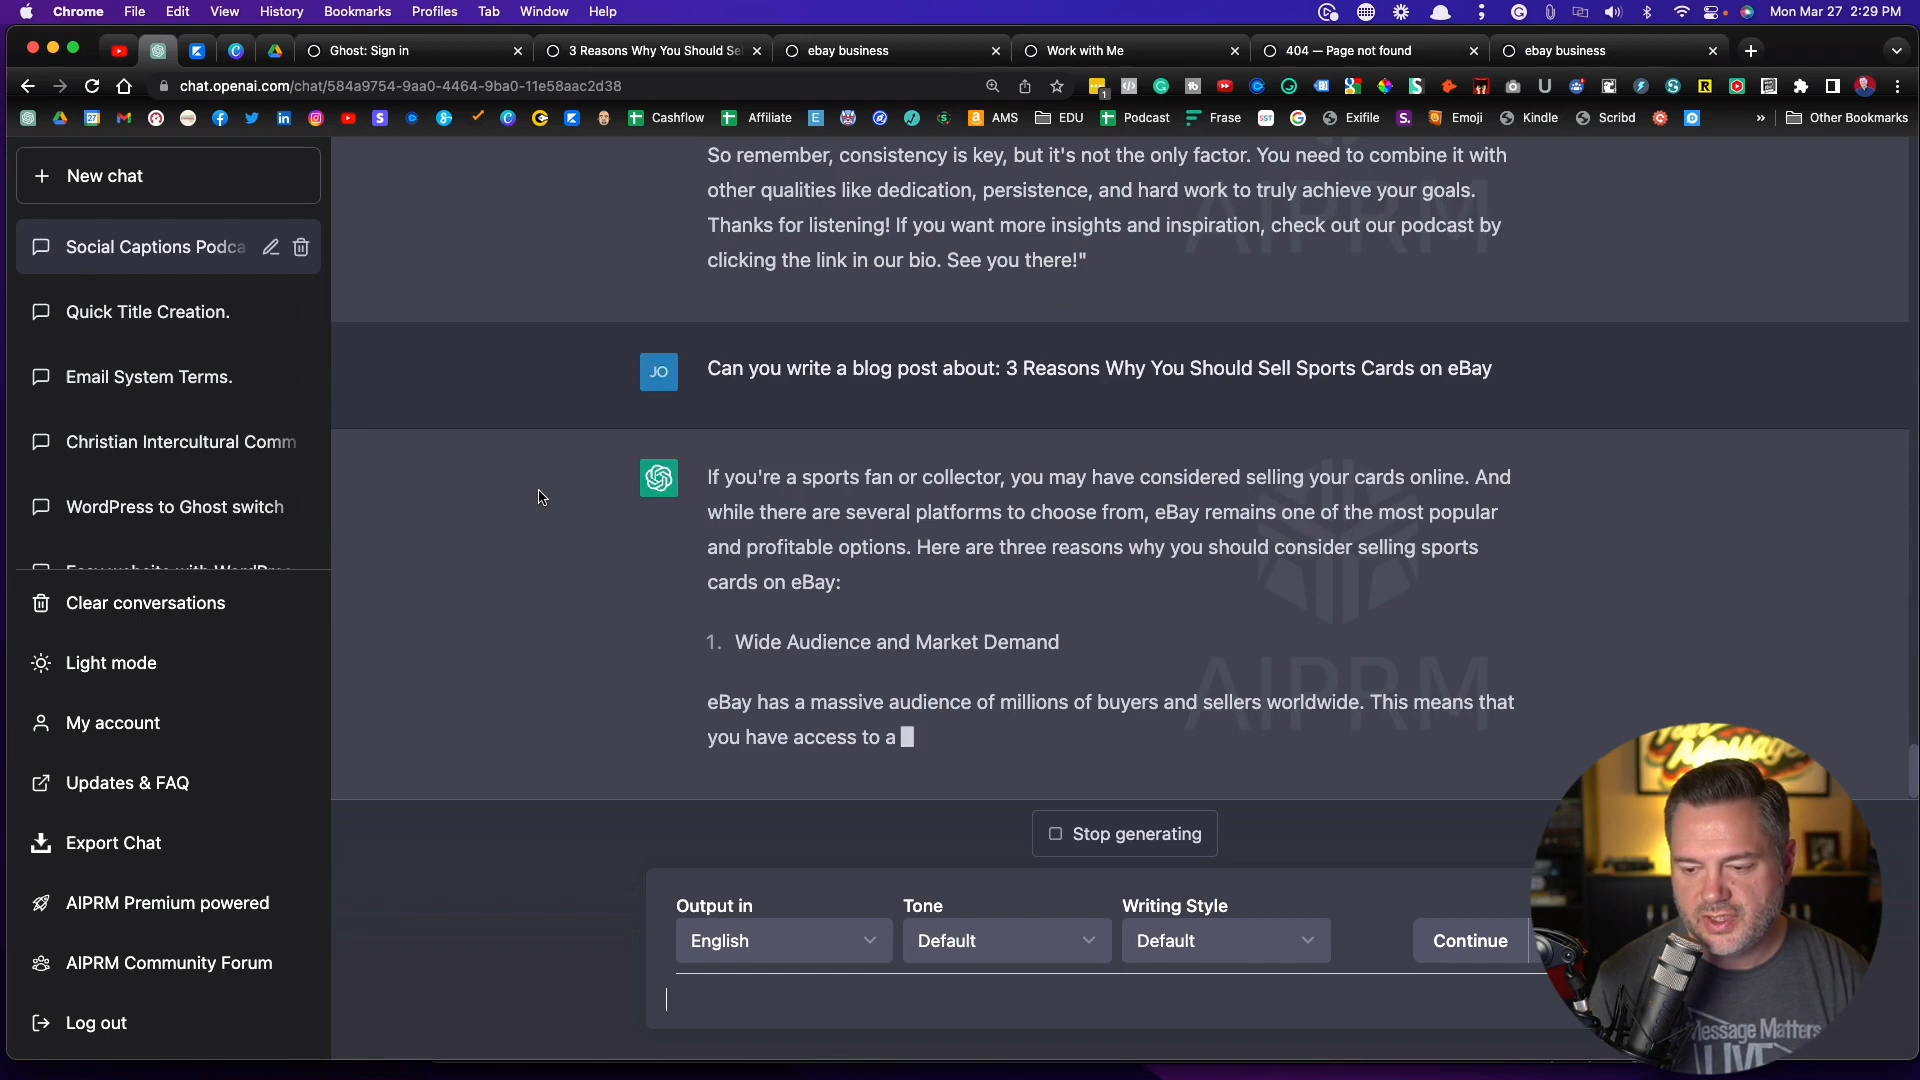 Chrome File Edit View History Bookmarks Profiles Tab Window Help
Mon Mar 27 2:29 PM
Ghost: Sign in
3 Reasons Why You Should Se
ebay business
Work with Me
404 — Page not found
ebay business
chat.openai.com/chat/584a9754-9aa0-4464-9ba0-11e58aac2d38
Cashflow
Affiliate
AMS
EDU
Podcast
Frase
Exifile
Emoji
Kindle
Scribd
Other Bookmarks
New chat
Social Captions Podca
Quick Title Creation.
Email System Terms.
Christian Intercultural Comm
WordPress to Ghost switch
Clear conversations
Light mode
My account
Updates & FAQ
Export Chat
AIPRM Premium powered
AIPRM Community Forum
Log out
So remember, consistency is key, but it's not the only factor. You need to combine it with
other qualities like dedication, persistence, and hard work to truly achieve your goals.
Thanks for listening! If you want more insights and inspiration, check out our podcast by
clicking the link in our bio. See you there!"
AIPRM
JO
Can you write a blog post about: 3 Reasons Why You Should Sell Sports Cards on eBay
If you're a sports fan or collector, you may have considered selling your cards online. And
while there are several platforms to choose from, eBay remains one of the most popular
and profitable options. Here are three reasons why you should consider selling sports
cards on eBay:
1. Wide Audience and Market Demand
eBay has a massive audience of millions of buyers and sellers worldwide. This means that
you have access to a
AIPRM
Stop generating
Output in
Tone
Writing Style
English
Default
Default
Continue
Your
Message
Message Matters
LIVE